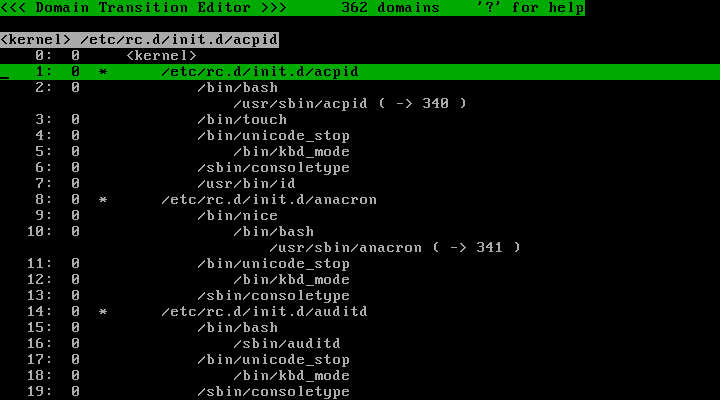 <<< Domain Transition Editor >>>      362 domains    '?' for help
<kernel> /etc/rc.d/init.d/acpid
    0:  0     <kernel>
_   1:  0  *      /etc/rc.d/init.d/acpid
    2:  0             /bin/bash
                          /usr/sbin/acpid ( -> 340 )
    3:  0             /bin/touch
    4:  0             /bin/unicode_stop
    5:  0                 /bin/kbd_mode
    6:  0             /sbin/consoletype
    7:  0             /usr/bin/id
    8:  0  *      /etc/rc.d/init.d/anacron
    9:  0             /bin/nice
   10:  0                 /bin/bash
                              /usr/sbin/anacron ( -> 341 )
   11:  0             /bin/unicode_stop
   12:  0                 /bin/kbd_mode
   13:  0             /sbin/consoletype
   14:  0  *      /etc/rc.d/init.d/auditd
   15:  0             /bin/bash
   16:  0                 /sbin/auditd
   17:  0             /bin/unicode_stop
   18:  0                 /bin/kbd_mode
   19:  0             /sbin/consoletype